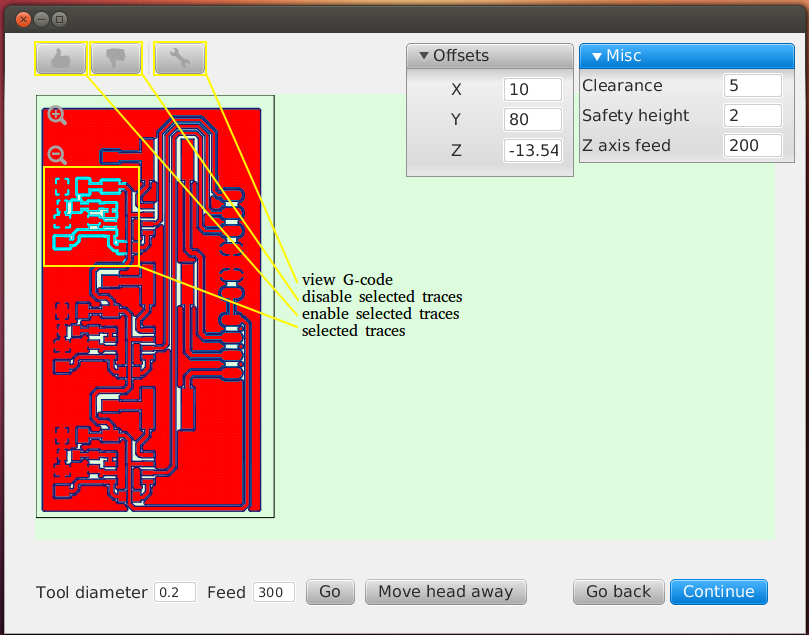 Offsets
X 10
Y 80
Z -13.54
Misc
Clearance 5
Safety height 2
Z axis feed 200
view G-code
disable selected traces
enable selected traces
selected traces
Tool diameter 0.2 Feed 300 Go Move head away Go back Continue